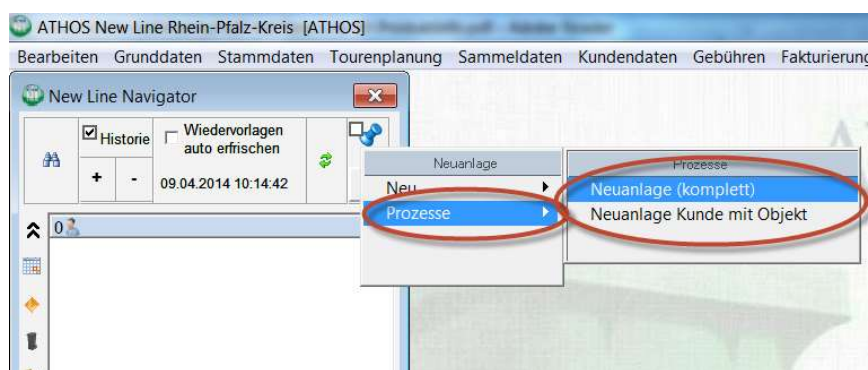 ATHOS New Line Rhein-Pfalz-Kreis [ATHOS]
Bearbeiten Grunddaten Stammdaten Tourenplanung Sammeldaten Kundendaten Gebühren Fakturierung
New Line Navigator
Historie
Wiedervorlagen
auto erfrischen
+ -
09.04.2014 10:14:42
0
Neuanlage
Neu
Prozesse
Prozesse
Neuanlage (komplett)
Neuanlage Kunde mit Objekt